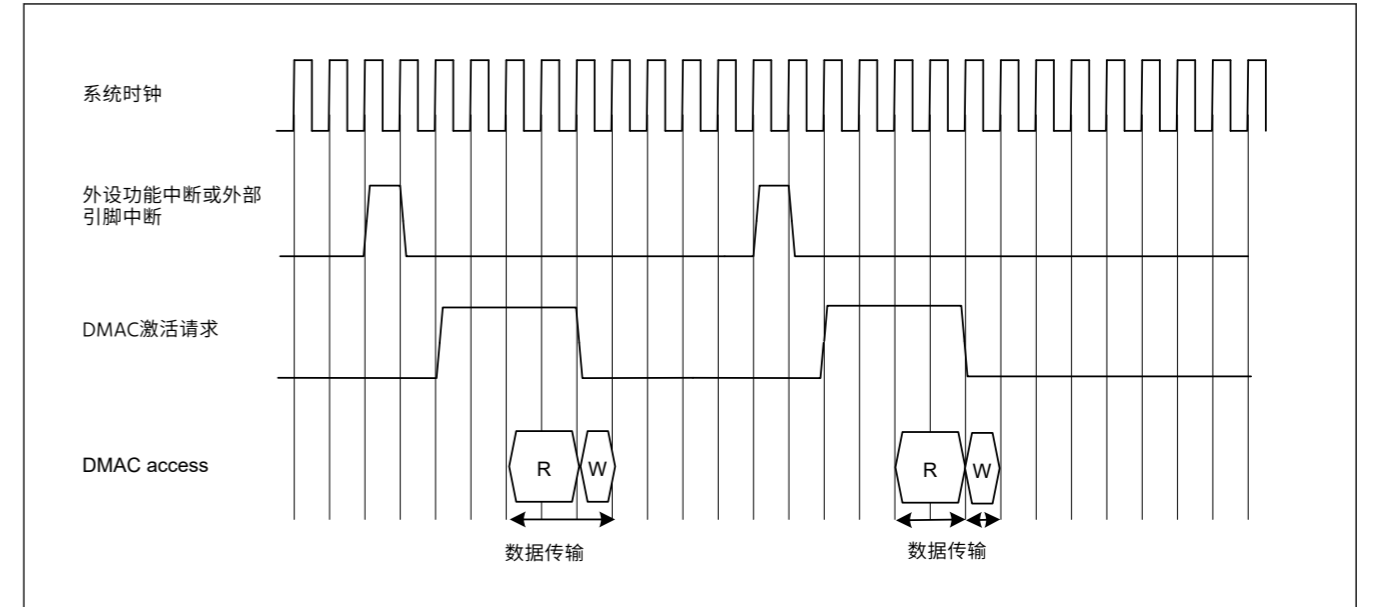 系统时钟
外设功能中断或外部
引脚中断
DMAC激活请求
DMAC access
R
W
R
W
数据传输
数据传输